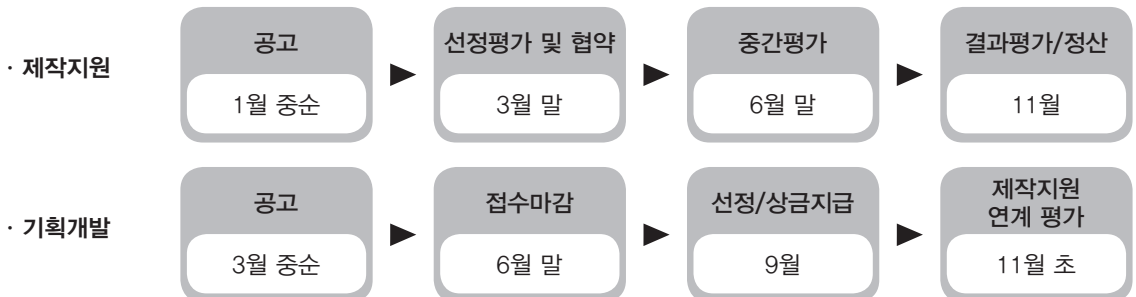 · 제작지원
공고
1월 중순
선정평가 및 협약
3월 말
중간평가
6월 말
결과평가/정산
11월
· 기획개발
공고
3월 중순
접수마감
6월 말
선정/상금지급
9월
제작지원
연계 평가
11월 초